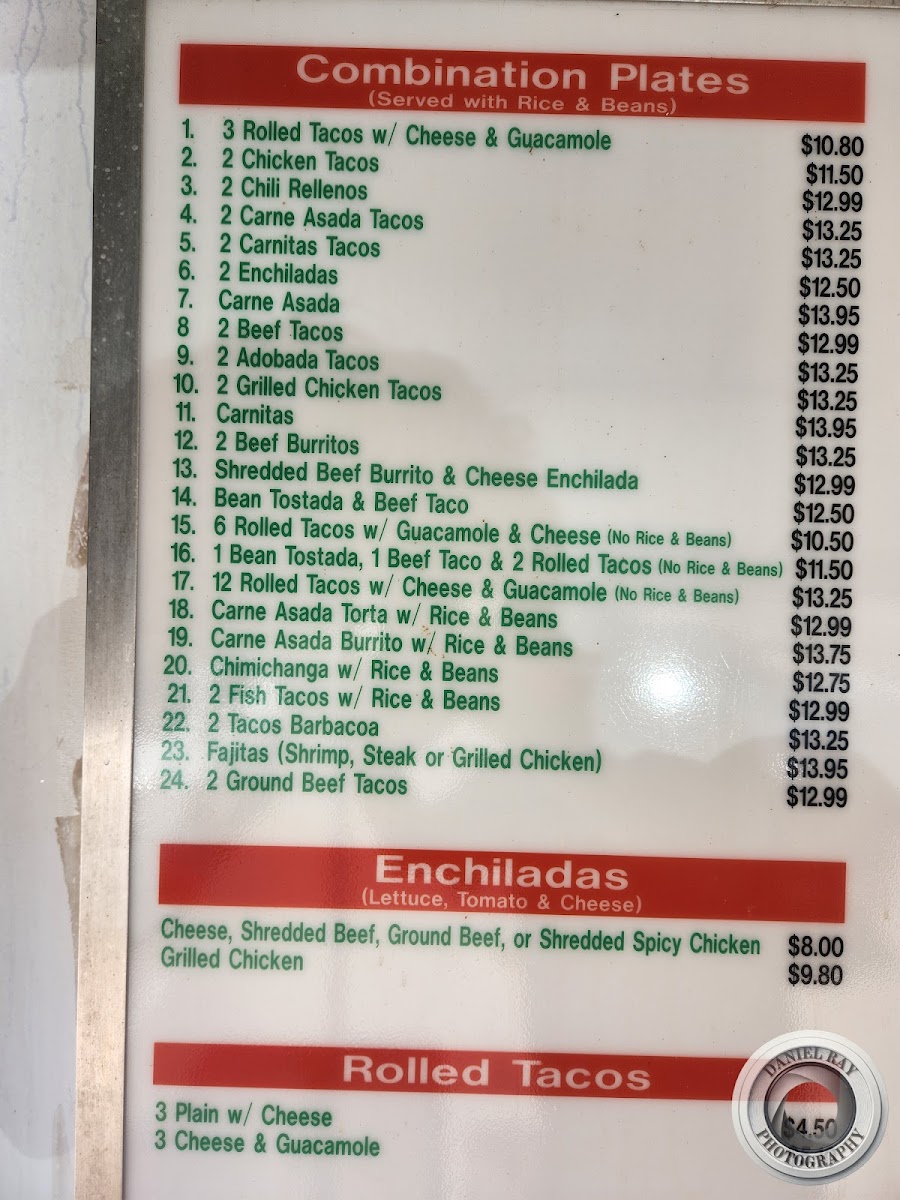 Combination Plates
(Served with Rice & Beans)
1. 3 Rolled Tacos w/ Cheese & Guacamole $10.80
2. 2 Chicken Tacos $11.50
3. 2 Chili Rellenos $12.99
4. 2 Carne Asada Tacos $13.25
5. 2 Carnitas Tacos $13.25
6. 2 Enchiladas $12.50
7. Carne Asada $13.95
8 2 Beef Tacos $12.99
9. 2 Adobada Tacos $13.25
10. 2 Grilled Chicken Tacos $13.25
11. Carnitas $13.95
12. 2 Beef Burritos $13.25
13. Shredded Beef Burrito & Cheese Enchilada $12.99
14. Bean Tostada & Beef Taco $12.50
15. 6 Rolled Tacos w/ Guacamole & Cheese (No Rice & Beans) $10.50
16. 1 Bean Tostada, 1 Beef Taco & 2 Rolled Tacos (No Rice & Beans) $11.50
17. 12 Rolled Tacos w/ Cheese & Guacamole (No Rice & Beans) $13.25
18. Carne Asada Torta w/ Rice & Beans $12.99
19. Carne Asada Burrito w/ Rice & Beans $13.75
20. Chimichanga w/ Rice & Beans $12.75
21. 2 Fish Tacos w/ Rice & Beans $12.99
22. 2 Tacos Barbacoa $13.25
23. Fajitas (Shrimp, Steak or Grilled Chicken) $13.95
24. 2 Ground Beef Tacos $12.99
Enchiladas
(Lettuce, Tomato & Cheese)
Cheese, Shredded Beef, Ground Beef, or Shredded Spicy Chicken $8.00
Grilled Chicken $9.80
Rolled Tacos
3 Plain w/ Cheese $4.50
3 Cheese & Guacamole
DANIEL RAY
PHOTOGRAPHY